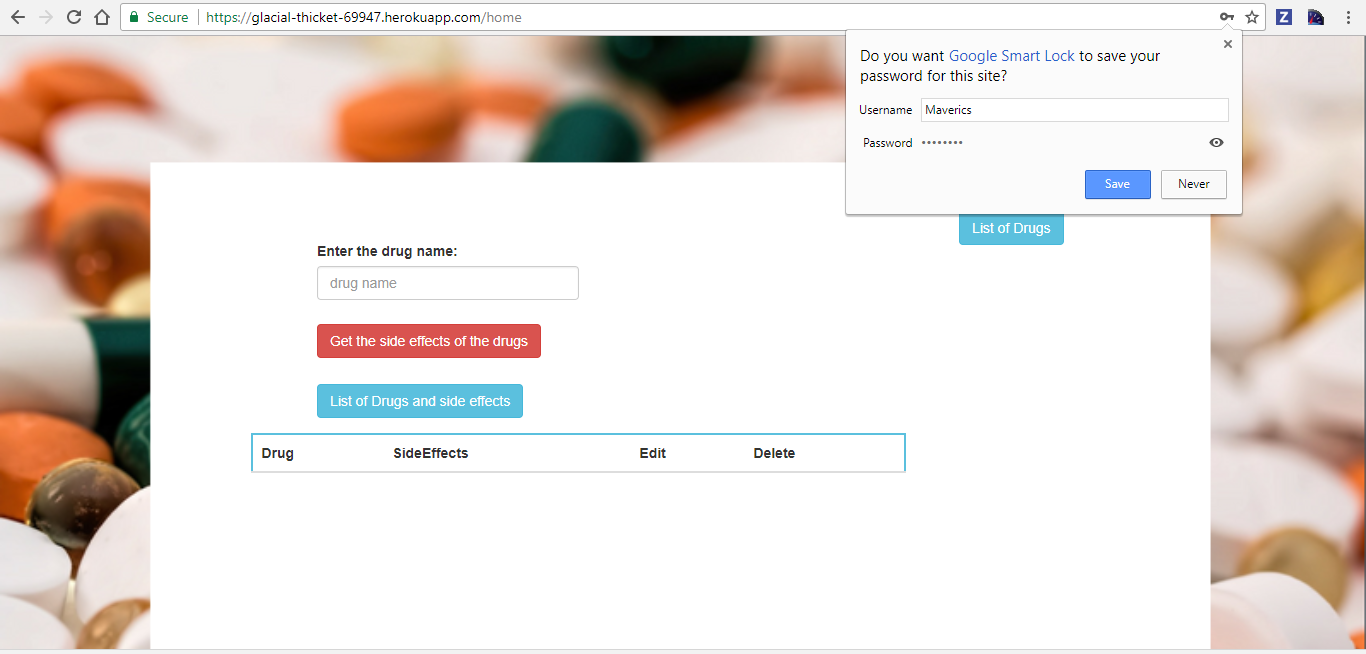 Secure https://glacial-thicket-69947.herokuapp.com/home
Z
Do you want Google Smart Lock to save your
password for this site?
Username Maverics
Password ••••••••
Save Never
List of Drugs
Enter the drug name:
drug name
Get the side effects of the drugs
List of Drugs and side effects
Drug SideEffects Edit Delete